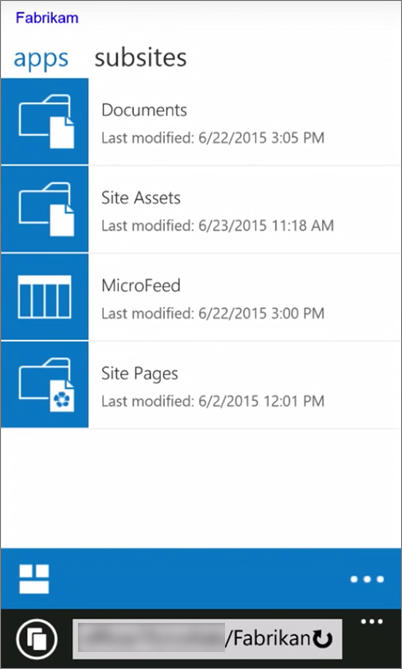 Fabrikam
apps subsites
Documents
Last modified: 6/22/2015 3:05 PM
Site Assets
Last modified: 6/23/2015 11:18 AM
MicroFeed
Last modified: 6/22/2015 3:00 PM
Site Pages
Last modified: 6/2/2015 12:01 PM
/Fabrikan